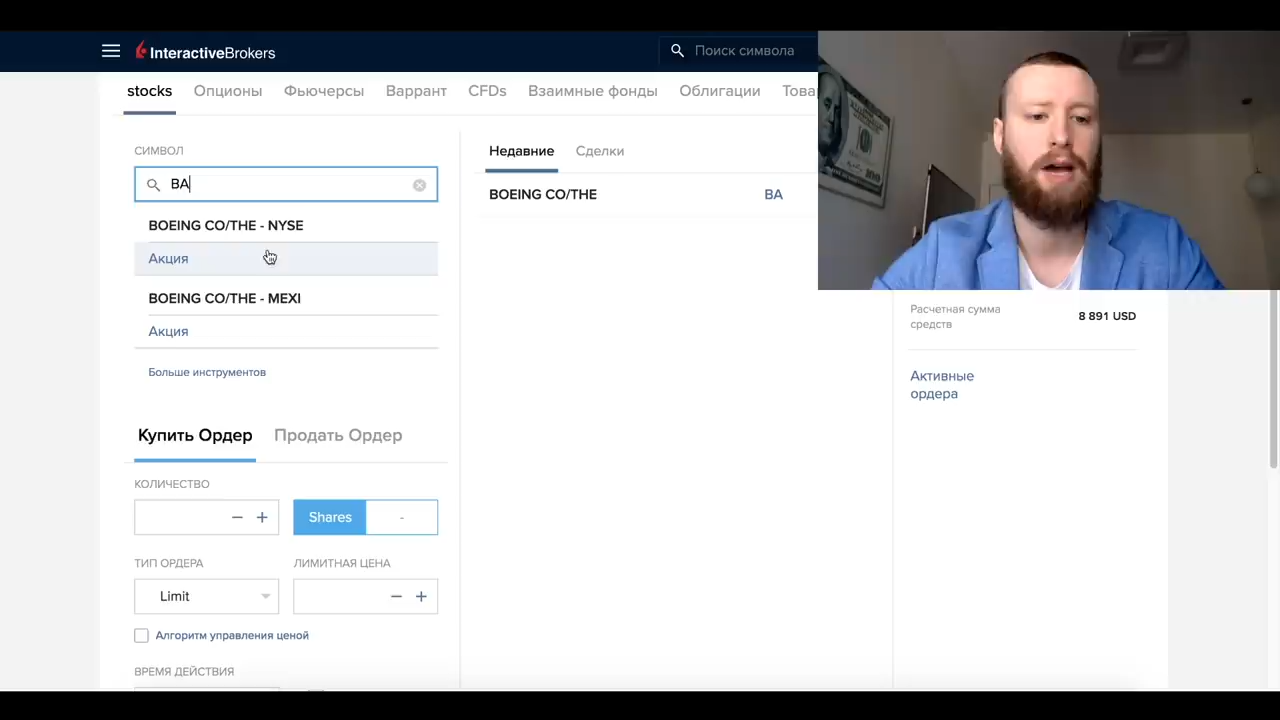 InteractiveBrokers
Поиск символа
stocks
Опционы
Фьючерсы
Варрант
CFDs
Взаимные фонды
Облигации
Това
СИМВОЛ
BA
BOEING CO/THE - NYSE
Акция
BOEING CO/THE - MEXI
Акция
Больше инструментов
Купить Ордер
Продать Ордер
КОЛИЧЕСТВО
Shares
-
ТИП ОРДЕРА
ЛИМИТНАЯ ЦЕНА
Limit
Алгоритм управления ценой
ВРЕМЯ ДЕЙСТВИЯ
Недавние
Сделки
BOEING CO/THE
BA
Расчетная сумма
средств
8 891 USD
Активные
ордера